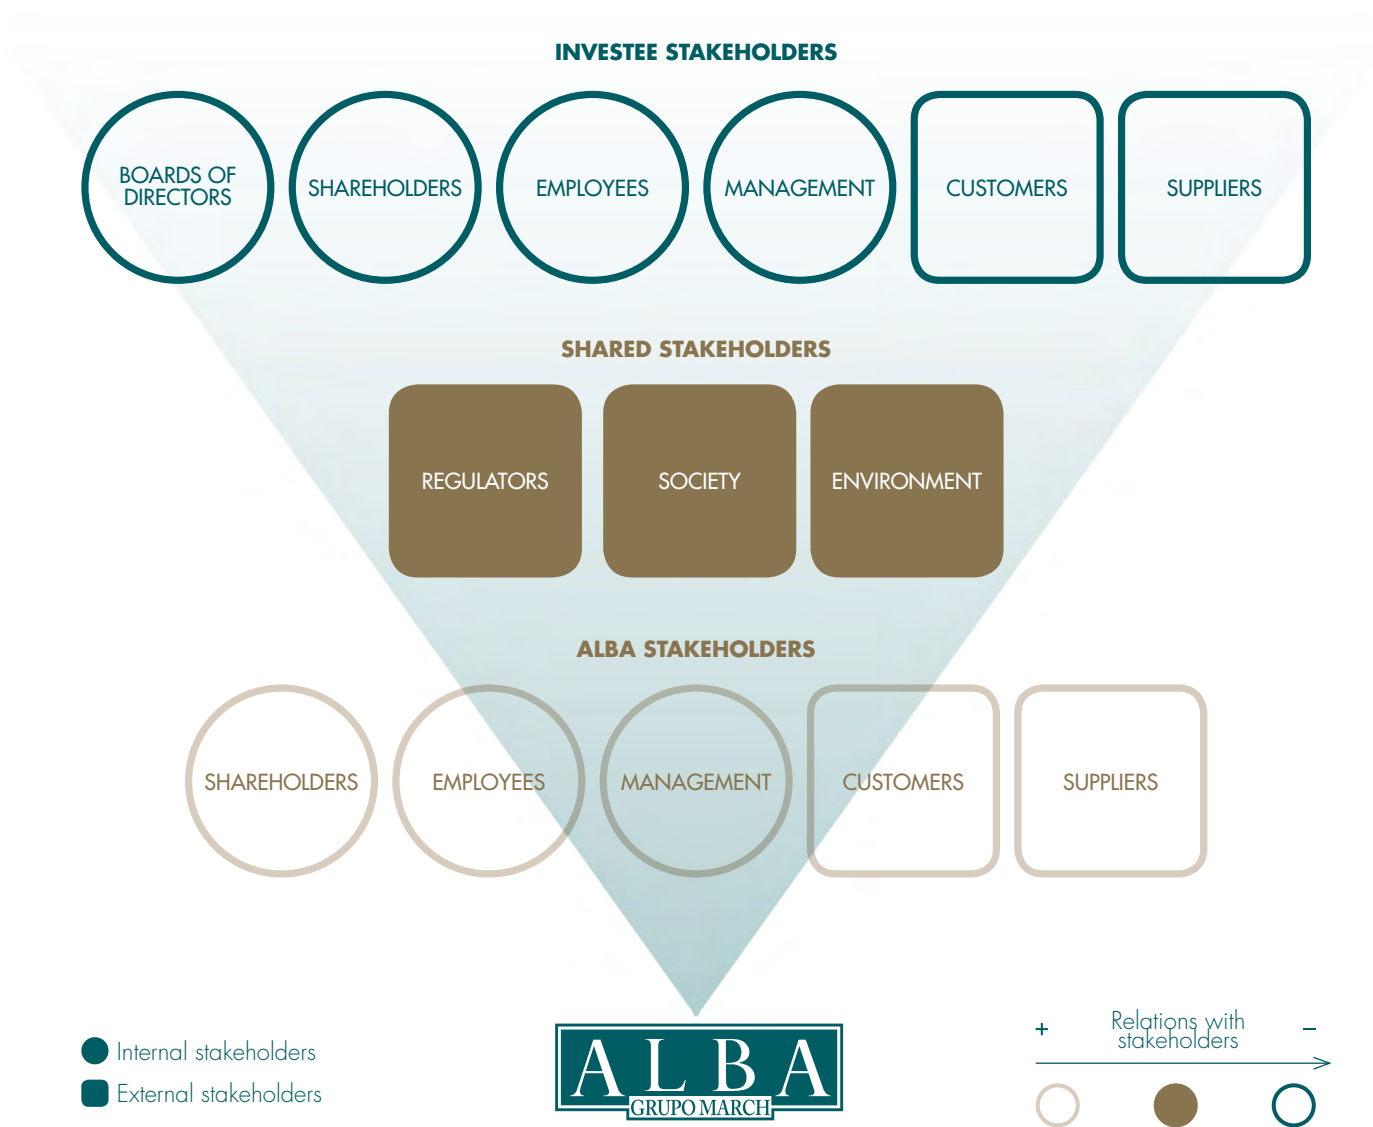 INVESTEE STAKEHOLDERS
BOARDS OF
DIRECTORS
SHAREHOLDERS
EMPLOYEES
MANAGEMENT
CUSTOMERS
SUPPLIERS
SHARED STAKEHOLDERS
REGULATORS
SOCIETY
ENVIRONMENT
ALBA STAKEHOLDERS
SHAREHOLDERS
EMPLOYEES
MANAGEMENT
CUSTOMERS
SUPPLIERS
Internal stakeholders
External stakeholders
ALBA
GRUPO MARCH
+ Relations with −
stakeholders